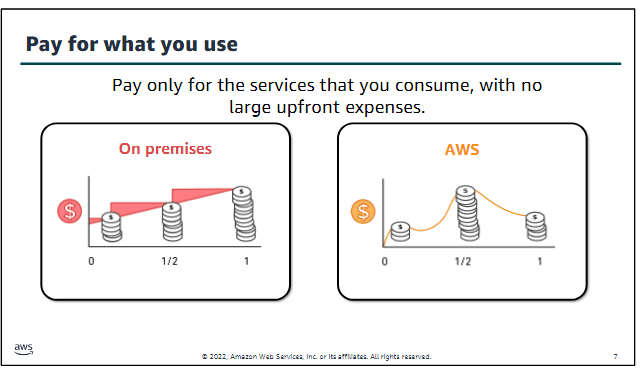 Pay for what you use
Pay only for the services that you consume, with no
large upfront expenses.
On premises
$
$
$
$
0 1/2 1
AWS
$
$
$
$
0 1/2 1
aws
© 2022, Amazon Web Services, Inc. or its affiliates. All rights reserved.
7